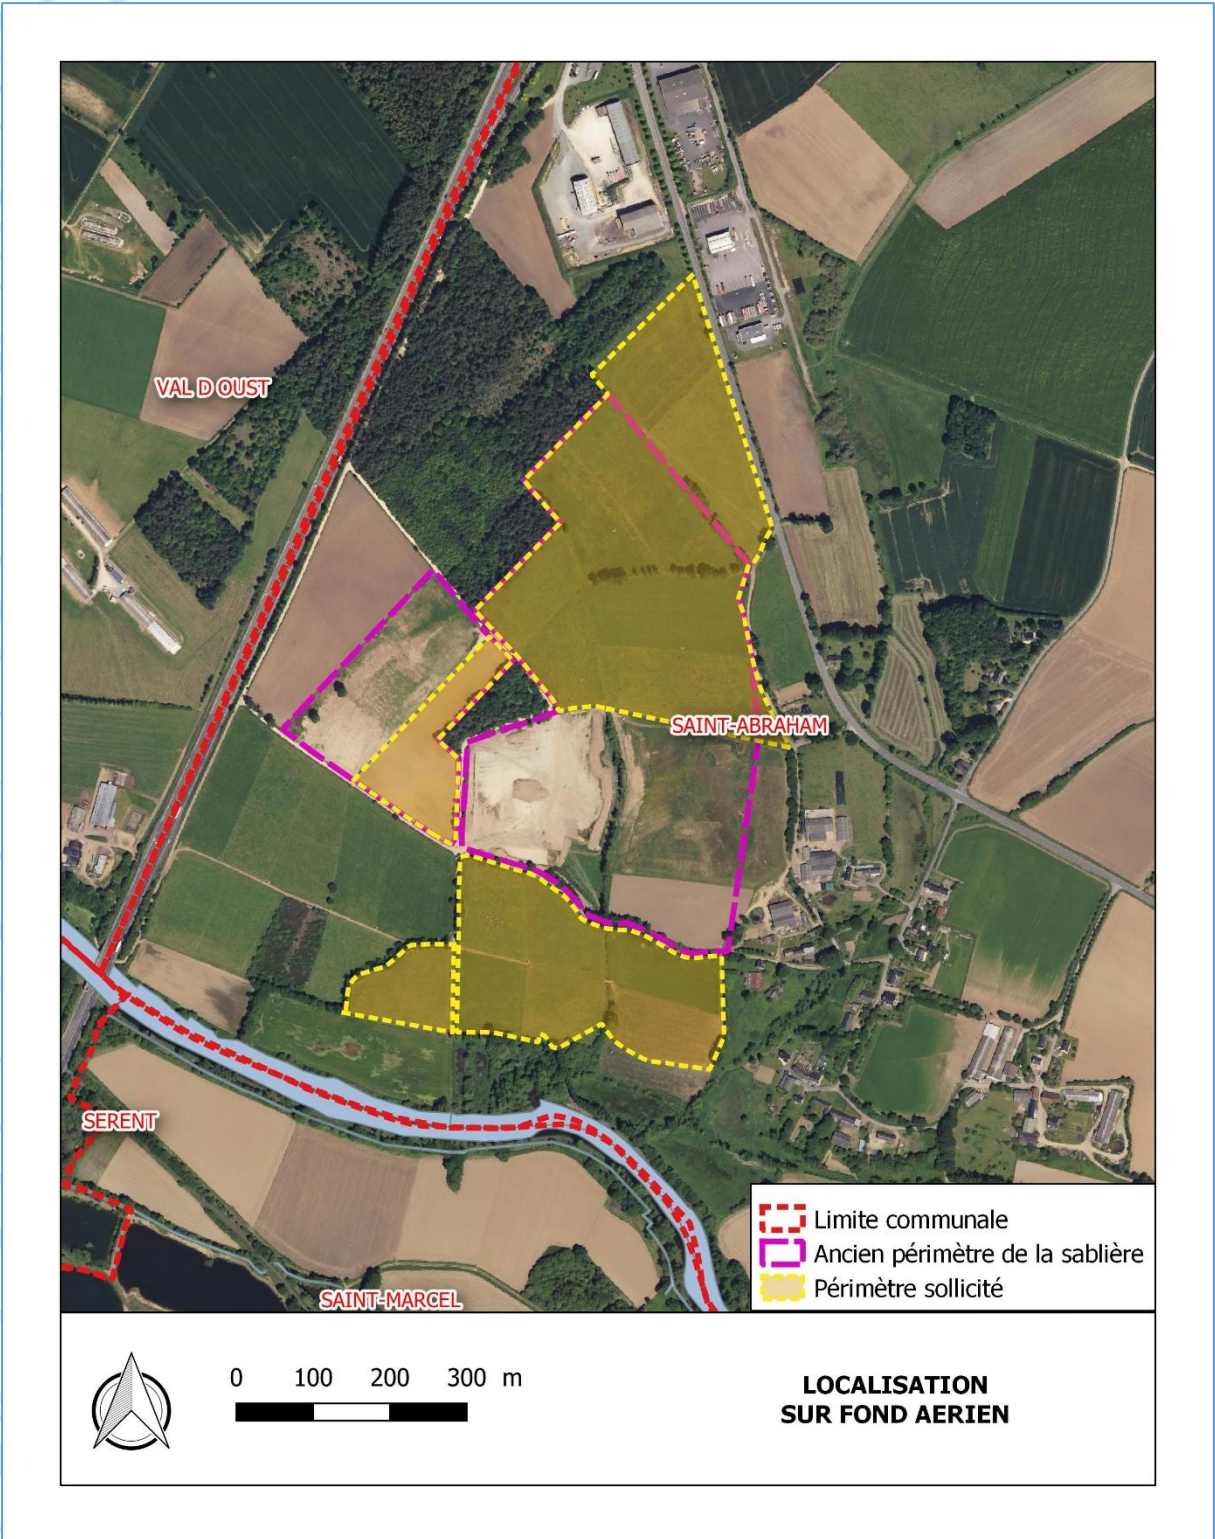 VAL D OUST
SAINT-ABRAHAM
SERENT
SAINT-MARCEL
Limite communale
Ancien périmètre de la sablière
Périmètre sollicité
0 100 200 300 m
LOCALISATION
SUR FOND AERIEN